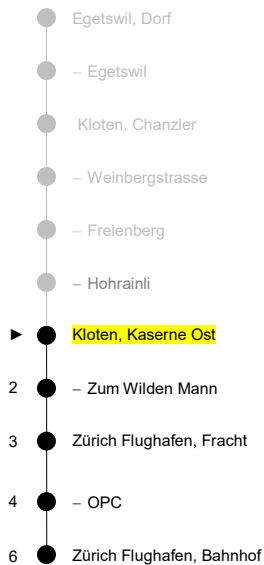 Egetswil, Dorf
– Egetswil
Kloten, Chanzler
– Weinbergstrasse
– Freienberg
– Hohrainli
► Kloten, Kaserne Ost
2 – Zum Wilden Mann
3 Zürich Flughafen, Fracht
4 – OPC
6 Zürich Flughafen, Bahnhof